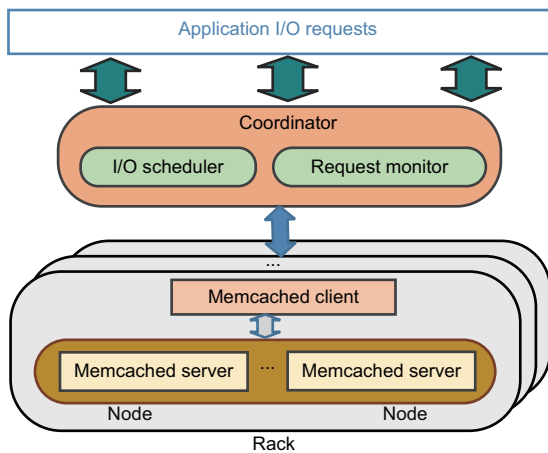 Application I/O requests
Coordinator
I/O scheduler
Request monitor
...
Memcached client
Memcached server
...
Memcached server
Node
Node
Rack